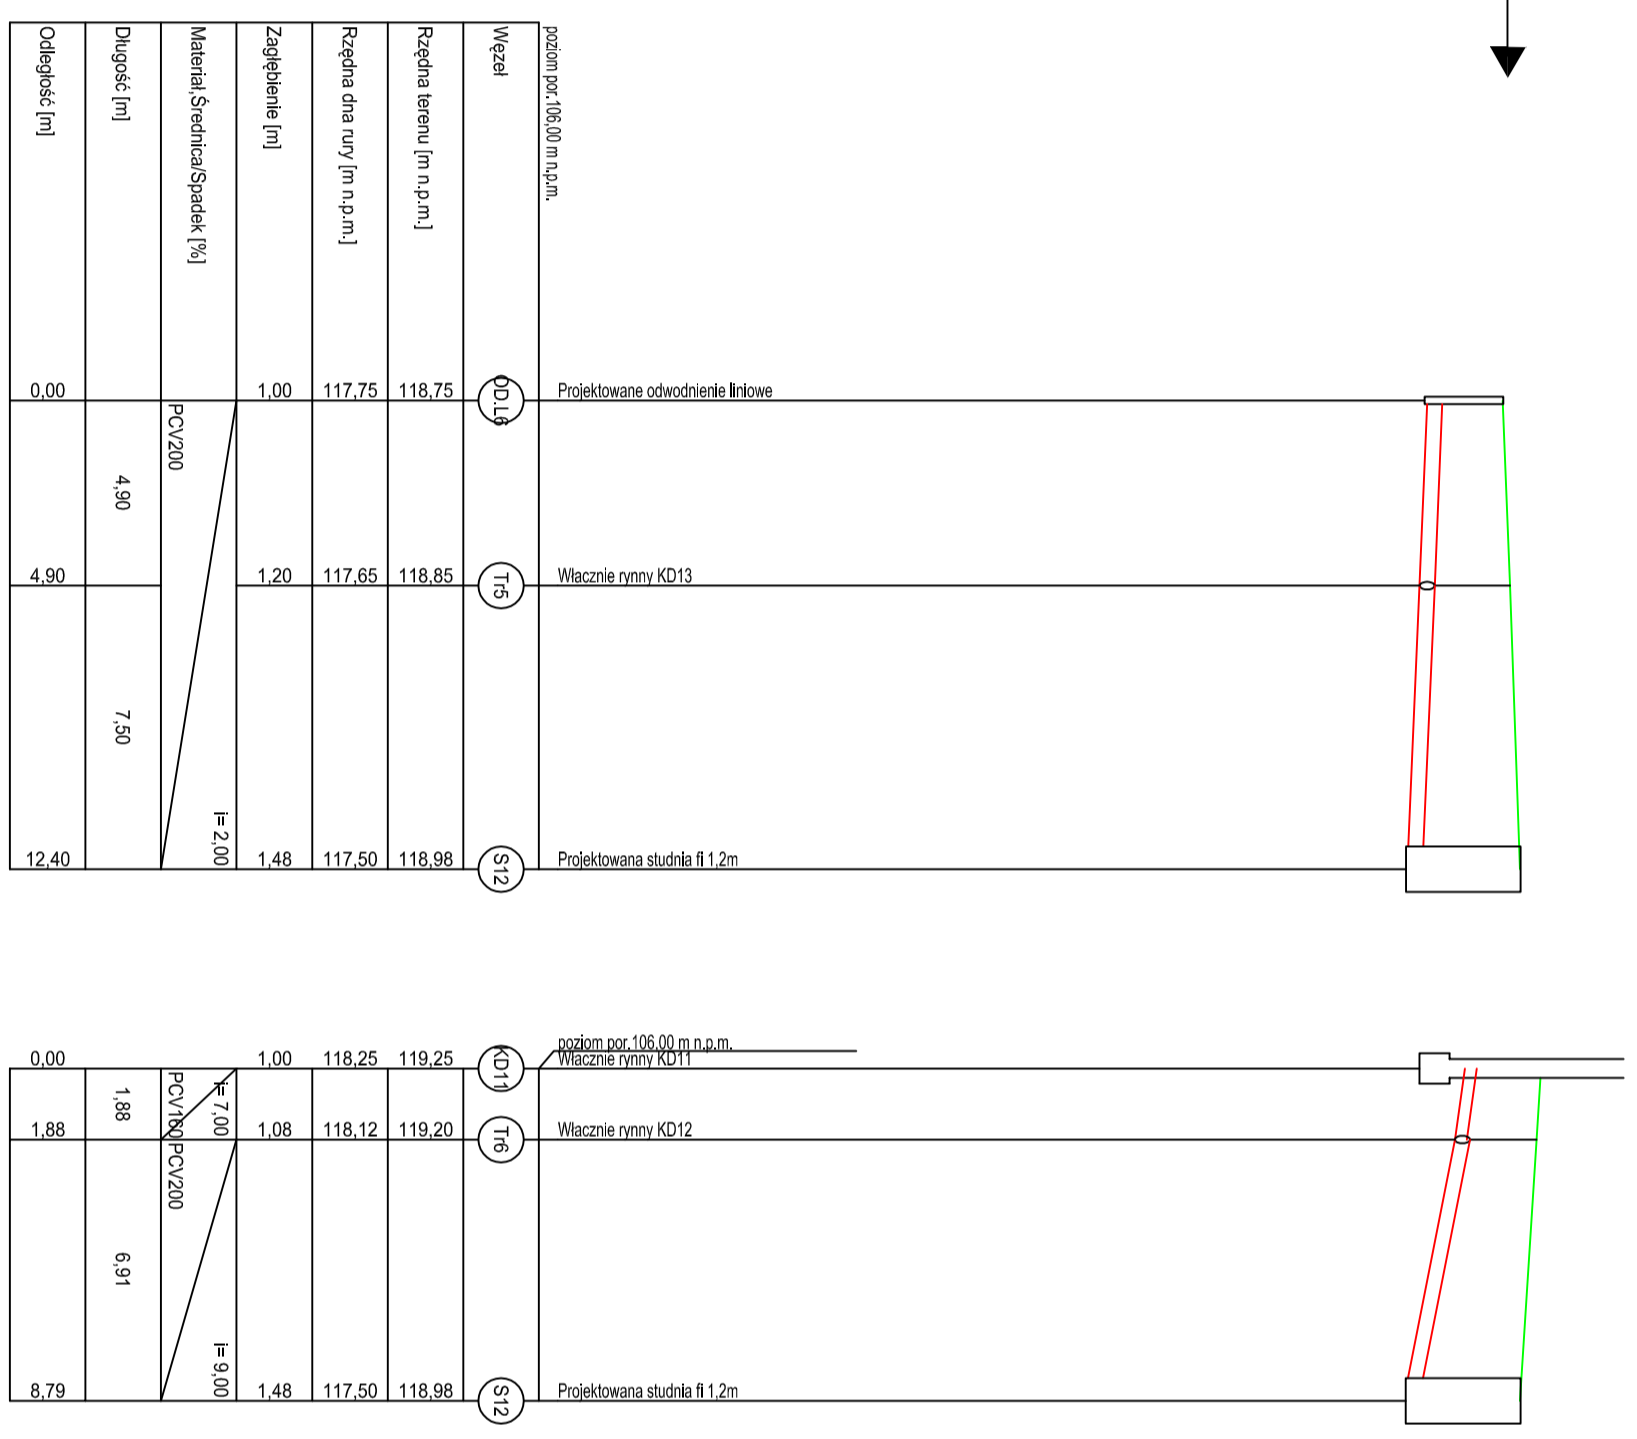 poziom por.106,00 m n.p.m.
Węzeł
Rzędna terenu [m n.p.m.]
Rzędna dna rury [m n.p.m.]
Zagłębienie [m]
Materiał,Średnica/Spadek [%]
Długość [m]
Odległość [m]
0,00 1,00 117,75 118,75 OD.L6 Projektowane odwodnienie liniowe
PCV200
4,90
4,90 1,20 117,65 118,85 Tr5 Włacznie rynny KD13
7,50
i= 2,00
12,40 1,48 117,50 118,98 S12 Projektowana studnia fi 1,2m
poziom por.106,00 m n.p.m.
0,00 1,00 118,25 119,25 KD11 Włacznie rynny KD11
1,88 PCV160 i= 7,00
1,88 1,08 118,12 119,20 Tr6 Włacznie rynny KD12
PCV200
6,91
i= 9,00
8,79 1,48 117,50 118,98 S12 Projektowana studnia fi 1,2m